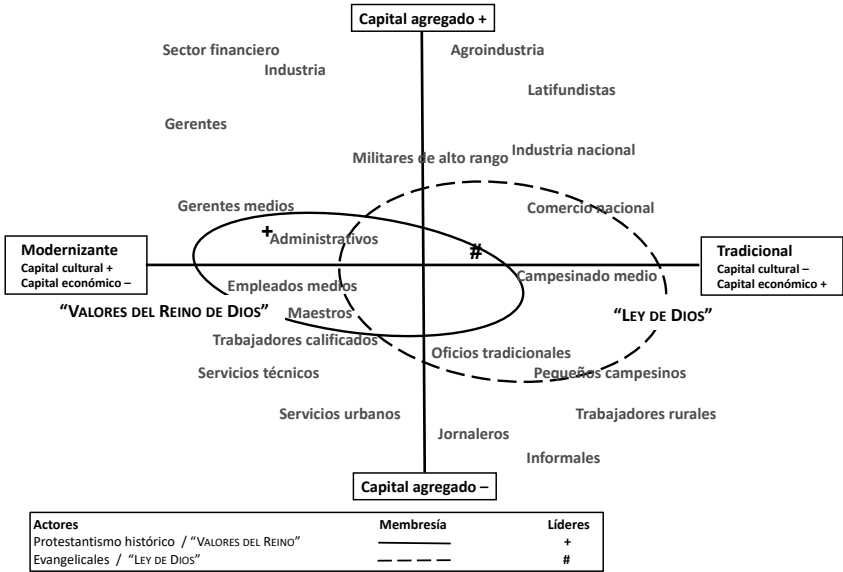 Capital agregado +
Sector financiero
Agroindustria
Industria
Latifundistas
Gerentes
Militares de alto rango
Industria nacional
Gerentes medios
Comercio nacional
+
Administrativos
#
Modernizante
Capital cultural +
Capital económico –
Tradicional
Capital cultural –
Capital económico +
Empleados medios
Campesinado medio
"VALORES DEL REINO DE DIOS"
Maestros
"LEY DE DIOS"
Trabajadores calificados
Oficios tradicionales
Servicios técnicos
Pequeños campesinos
Servicios urbanos
Trabajadores rurales
Jornaleros
Informales
Capital agregado –
Actores Membresía Líderes
Protestantismo histórico / "VALORES DEL REINO" +
Evangelicales / "LEY DE DIOS" #